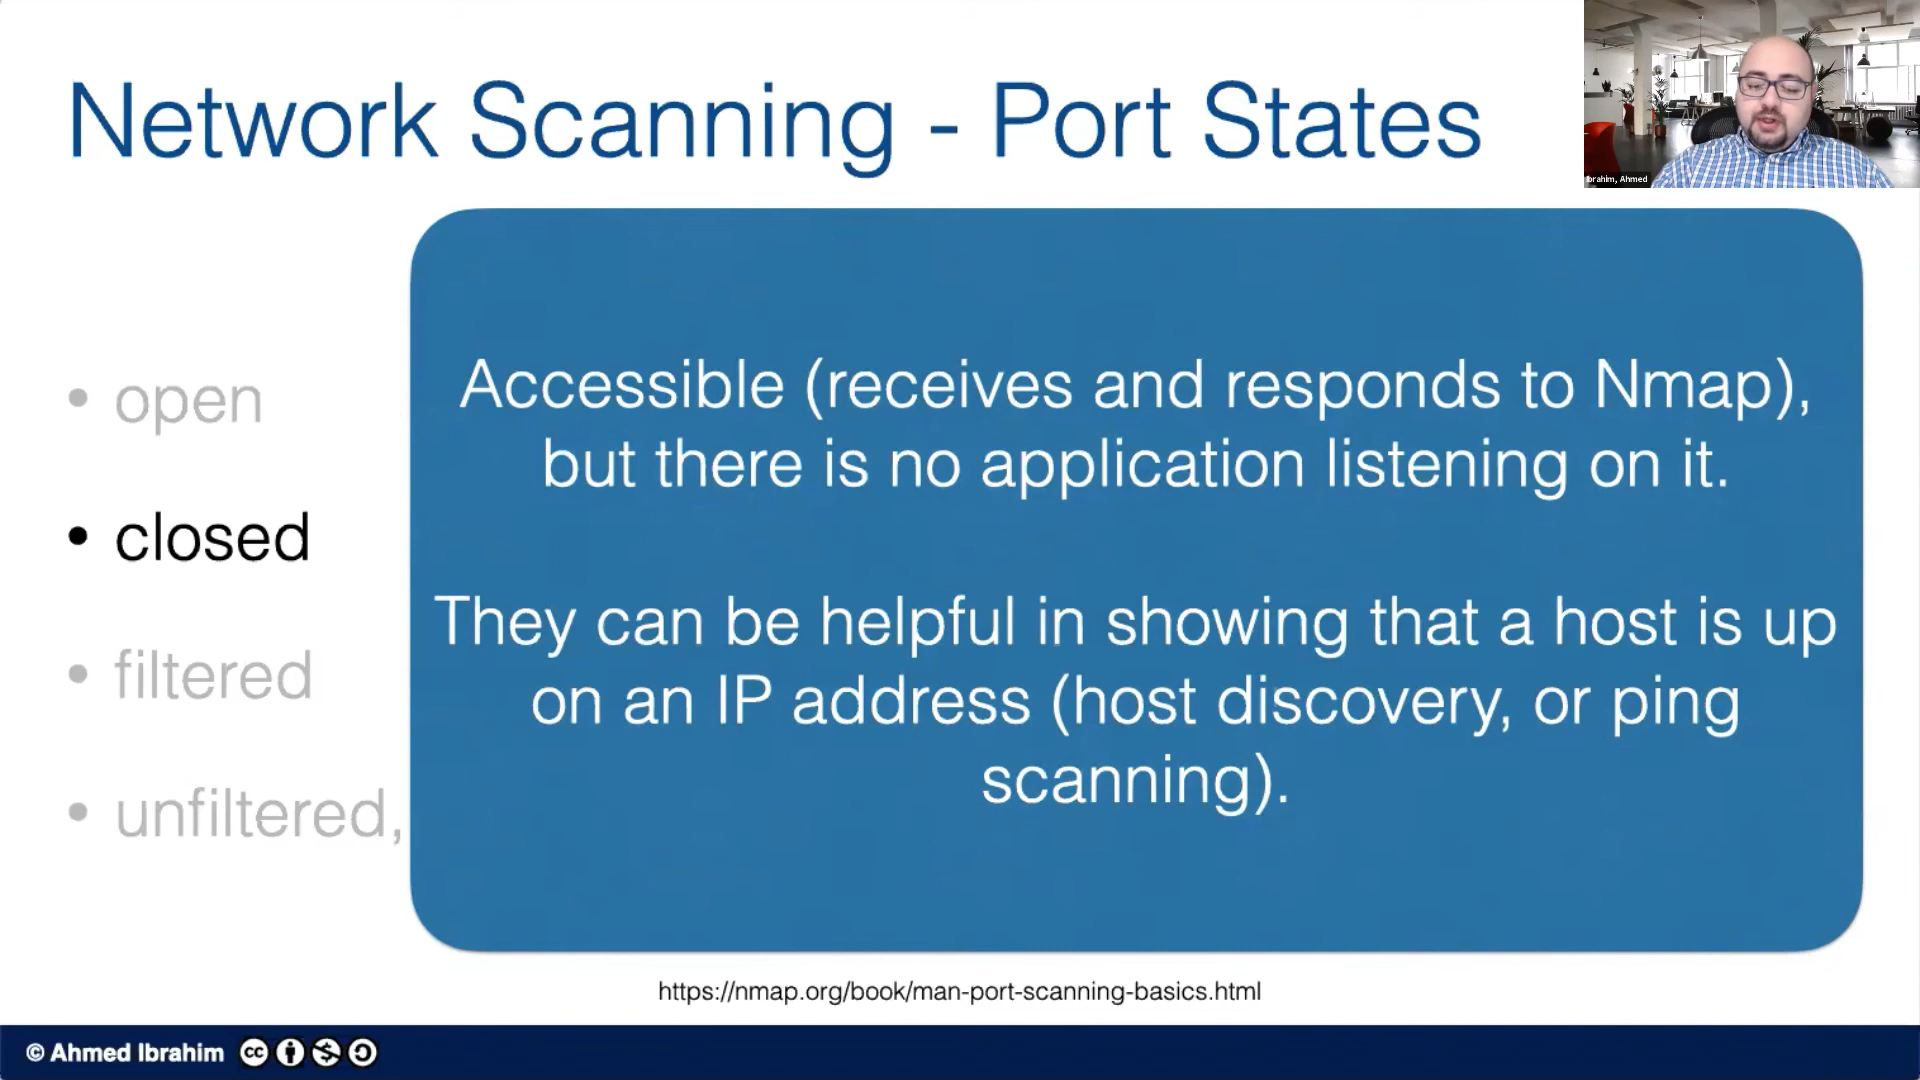 Network Scanning - Port States
brahim, Ahmed
• open
• closed
• filtered
• unfiltered,
Accessible (receives and responds to Nmap),
but there is no application listening on it.
They can be helpful in showing that a host is up
on an IP address (host discovery, or ping
scanning).
https://nmap.org/book/man-port-scanning-basics.html
© Ahmed Ibrahim